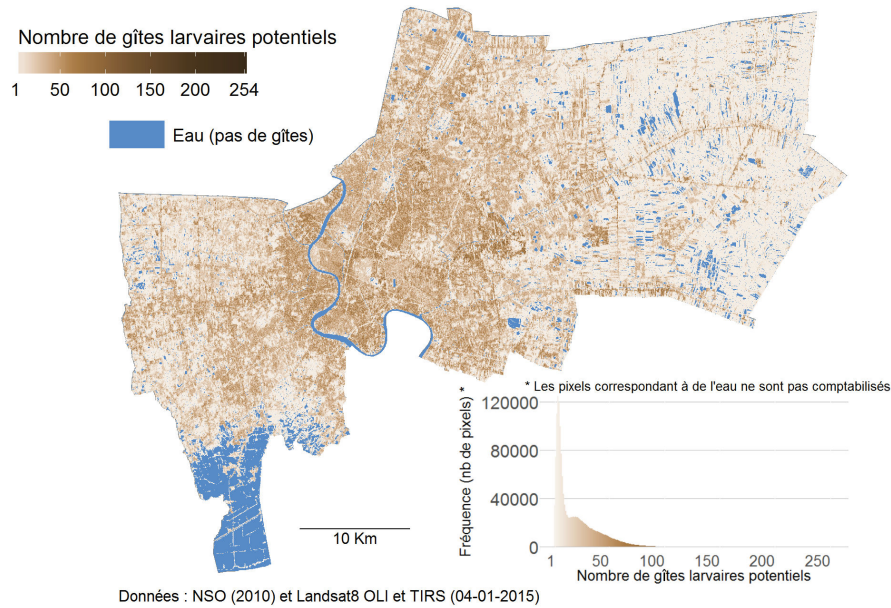 Nombre de gîtes larvaires potentiels
1 50 100 150 200 254
Eau (pas de gîtes)
* Les pixels correspondant à de l'eau ne sont pas comptabilisés
Fréquence (nb de pixels) *
120000
80000
40000
0
1 50 100 150 200 250
Nombre de gîtes larvaires potentiels
10 Km
Données : NSO (2010) et Landsat8 OLI et TIRS (04-01-2015)